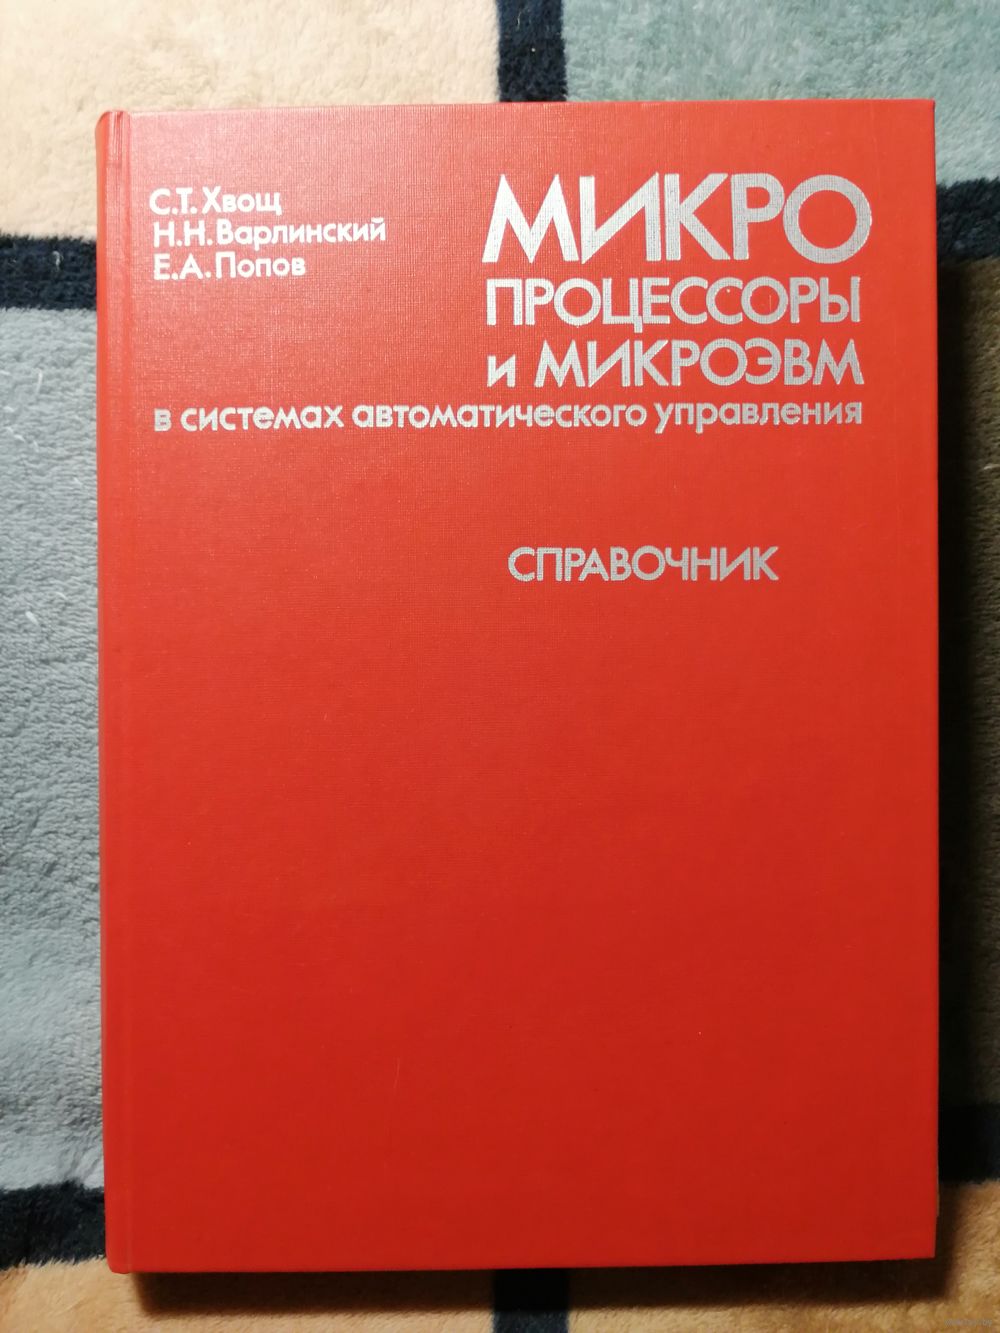 С.Т.Хвощ
Н.Н.Варлинский
Е.А.Попов
МИКРО
ПРОЦЕССОРЫ
и МИКРОЭВМ
в системах автоматического управления
СПРАВОЧНИК